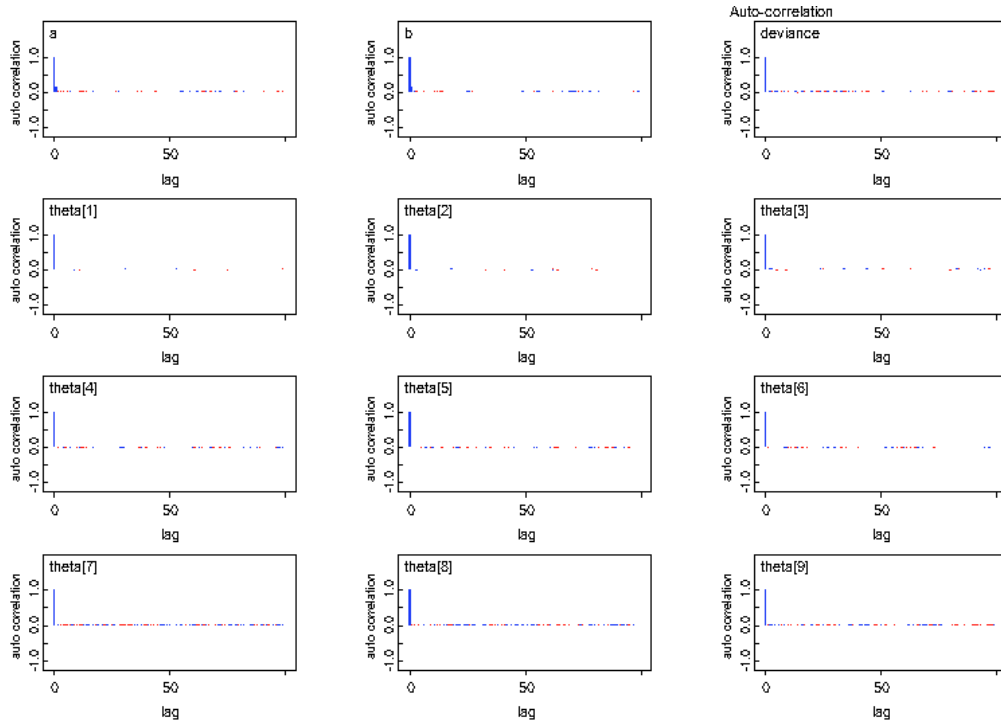 Auto-correlation
a
auto correlation
1.0
0.0
-1.0
0
50
lag
b
auto correlation
1.0
0.0
-1.0
0
50
lag
deviance
auto correlation
1.0
0.0
-1.0
0
50
lag
theta[1]
auto correlation
1.0
0.0
-1.0
0
50
lag
theta[2]
auto correlation
1.0
0.0
-1.0
0
50
lag
theta[3]
auto correlation
1.0
0.0
-1.0
0
50
lag
theta[4]
auto correlation
1.0
0.0
-1.0
0
50
lag
theta[5]
auto correlation
1.0
0.0
-1.0
0
50
lag
theta[6]
auto correlation
1.0
0.0
-1.0
0
50
lag
theta[7]
auto correlation
1.0
0.0
-1.0
0
50
lag
theta[8]
auto correlation
1.0
0.0
-1.0
0
50
lag
theta[9]
auto correlation
1.0
0.0
-1.0
0
50
lag